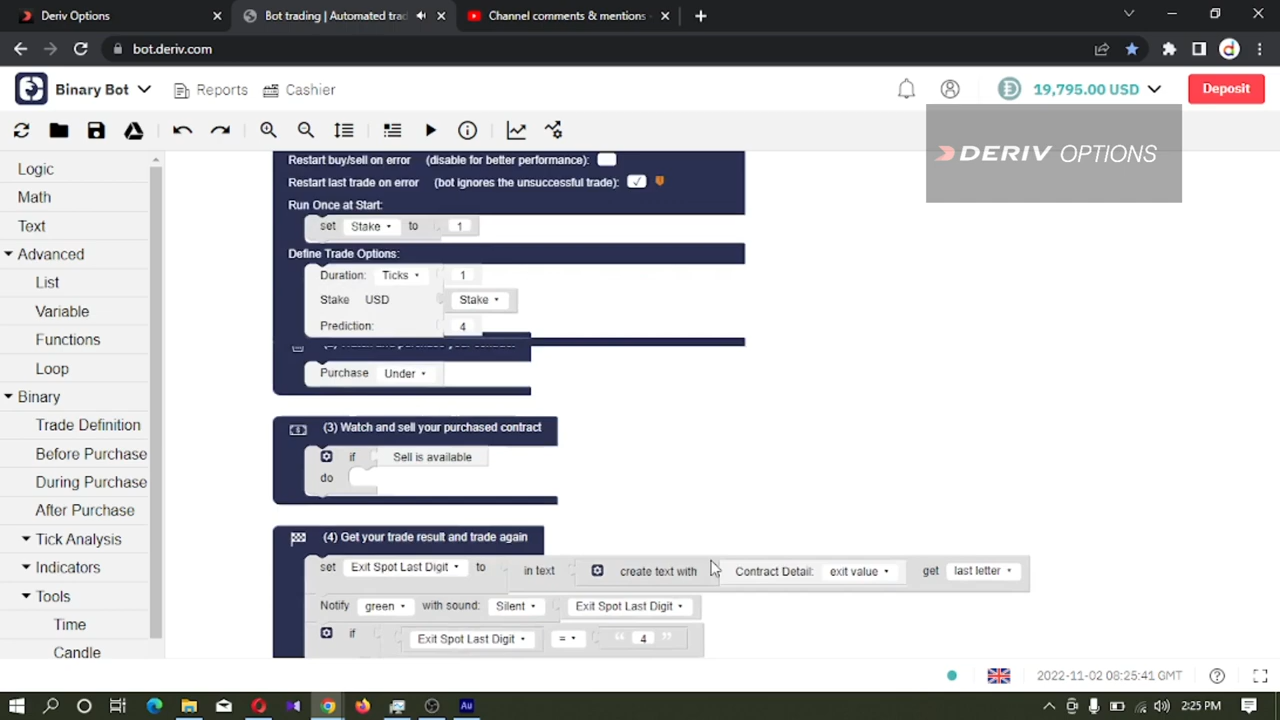 Deriv Options
Bot trading | Automated trad
Channel comments & mentions
bot.deriv.com
Binary Bot
Reports
Cashier
19,795.00 USD
Deposit
DERIV OPTIONS
Logic
Math
Text
Advanced
List
Variable
Functions
Loop
Binary
Trade Definition
Before Purchase
During Purchase
After Purchase
Tick Analysis
Indicators
Tools
Time
Candle
Restart buy/sell on error (disable for better performance):
Restart last trade on error (bot ignores the unsuccessful trade):
Run Once at Start:
set Stake to 1
Define Trade Options:
Duration: Ticks 1
Stake USD Stake
Prediction: 4
Purchase Under
(3) Watch and sell your purchased contract
if Sell is available
do
(4) Get your trade result and trade again
set Exit Spot Last Digit to in text create text with Contract Detail: exit value get last letter
Notify green with sound: Silent Exit Spot Last Digit
if Exit Spot Last Digit = “ 4 ”
2022-11-02 08:25:41 GMT
Au
2:25 PM